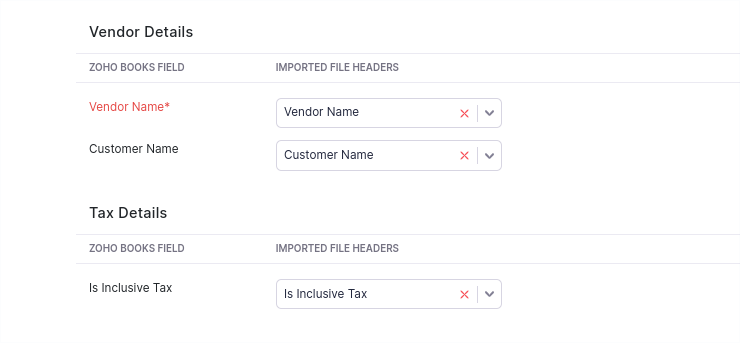 Vendor Details
ZOHO BOOKS FIELD IMPORTED FILE HEADERS
Vendor Name* Vendor Name
Customer Name Customer Name
Tax Details
ZOHO BOOKS FIELD IMPORTED FILE HEADERS
Is Inclusive Tax Is Inclusive Tax